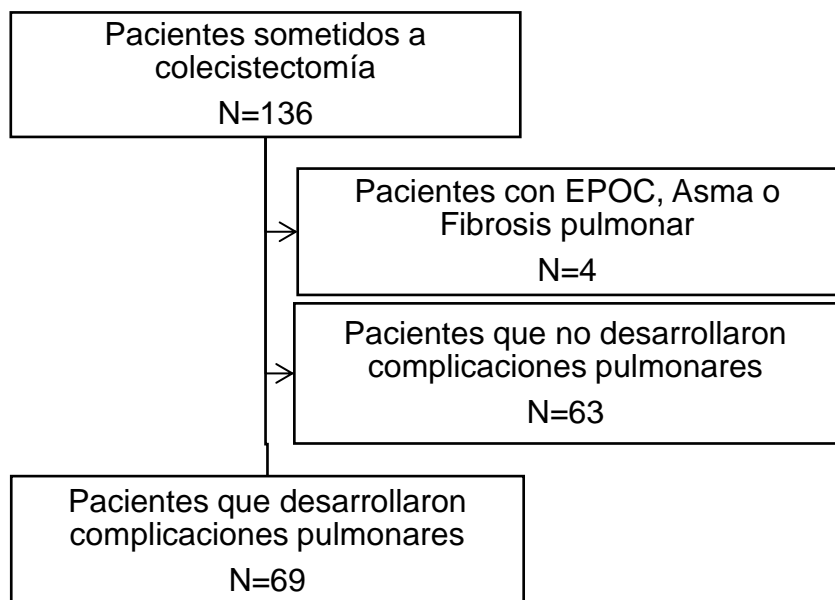 Pacientes sometidos a
colecistectomía
N=136
Pacientes con EPOC, Asma o
Fibrosis pulmonar
N=4
Pacientes que no desarrollaron
complicaciones pulmonares
N=63
Pacientes que desarrollaron
complicaciones pulmonares
N=69